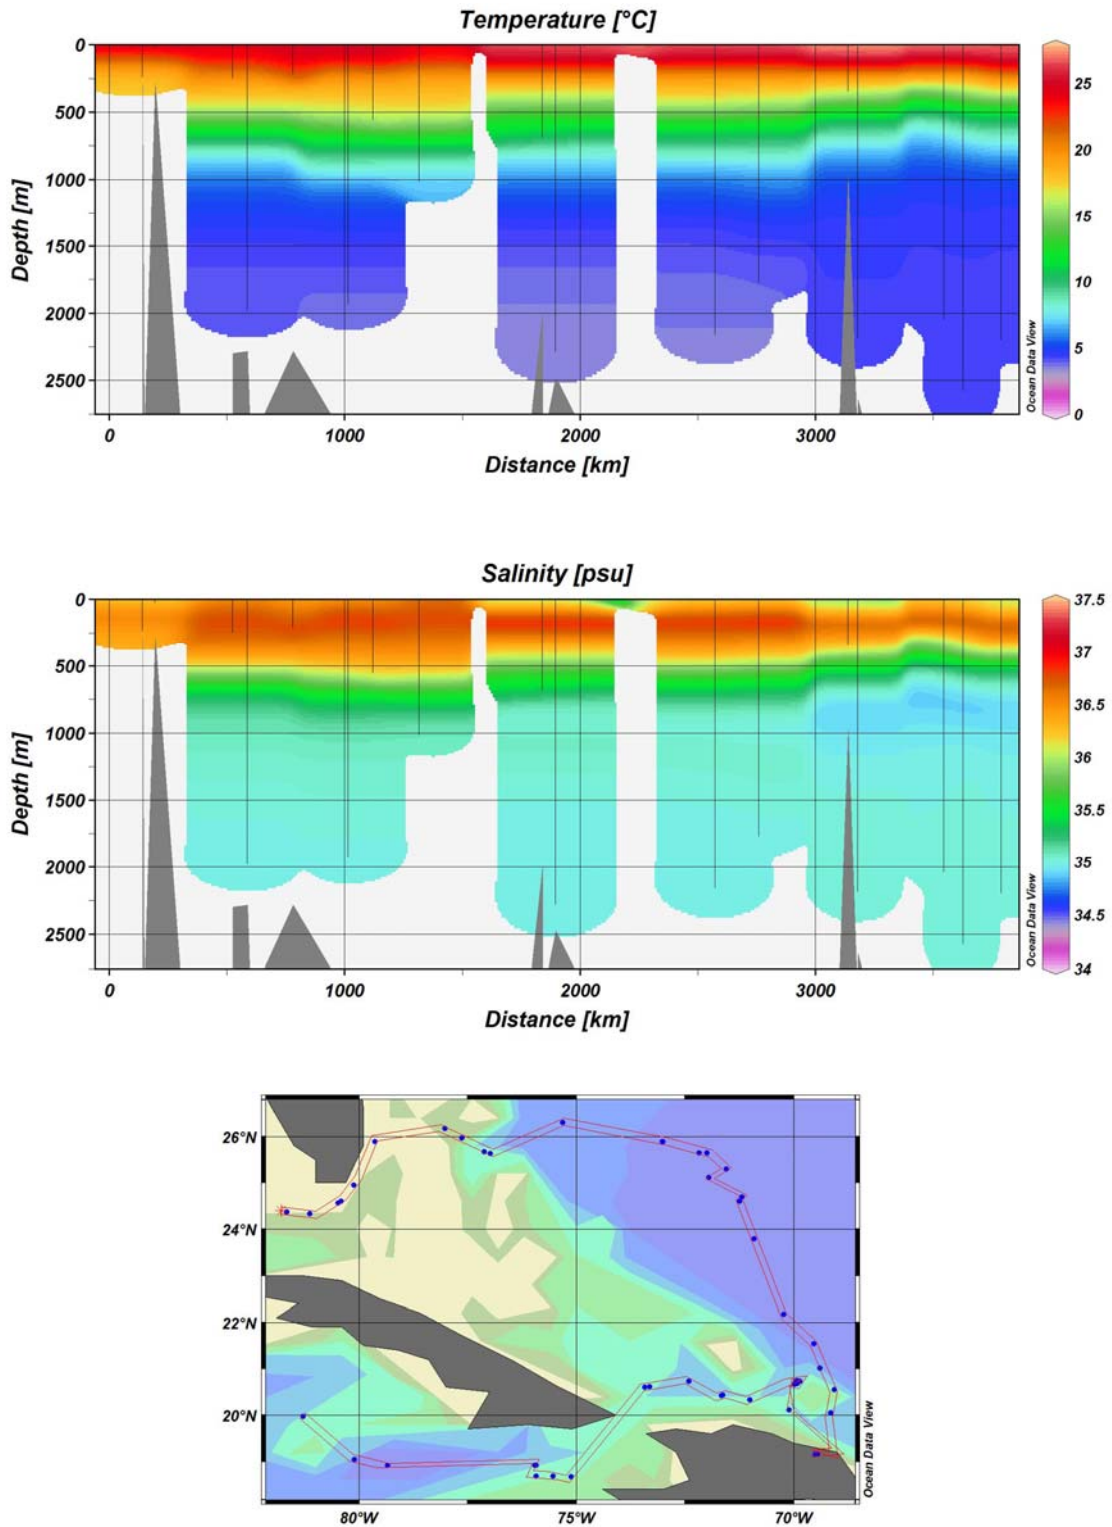 Temperature [°C]
0
500
1000
1500
2000
2500
Depth [m]
0
1000
2000
3000
Distance [km]
Ocean Data View
25
20
15
10
5
0
Salinity [psu]
0
500
1000
1500
2000
2500
Depth [m]
0
1000
2000
3000
Distance [km]
Ocean Data View
37.5
37
36.5
36
35.5
35
34.5
34
26°N
24°N
22°N
20°N
80°W
75°W
70°W
Ocean Data View